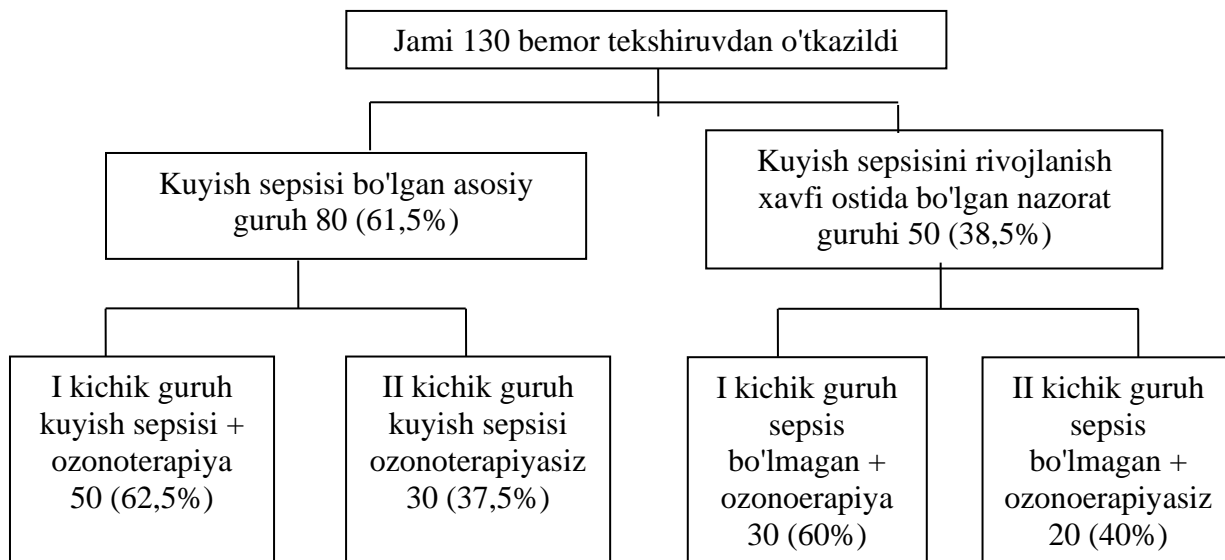 Jami 130 bemor tekshiruvdan o'tkazildi
Kuyish sepsisi bo'lgan asosiy
guruh 80 (61,5%)
Kuyish sepsisini rivojlanish
xavfi ostida bo'lgan nazorat
guruhi 50 (38,5%)
I kichik guruh
kuyish sepsisi +
ozonoterapiya
50 (62,5%)
II kichik guruh
kuyish sepsisi
ozonoterapiyasiz
30 (37,5%)
I kichik guruh
sepsis
bo'lmagan +
ozonoerapiya
30 (60%)
II kichik guruh
sepsis
bo'lmagan +
ozonoerapiyasiz
20 (40%)